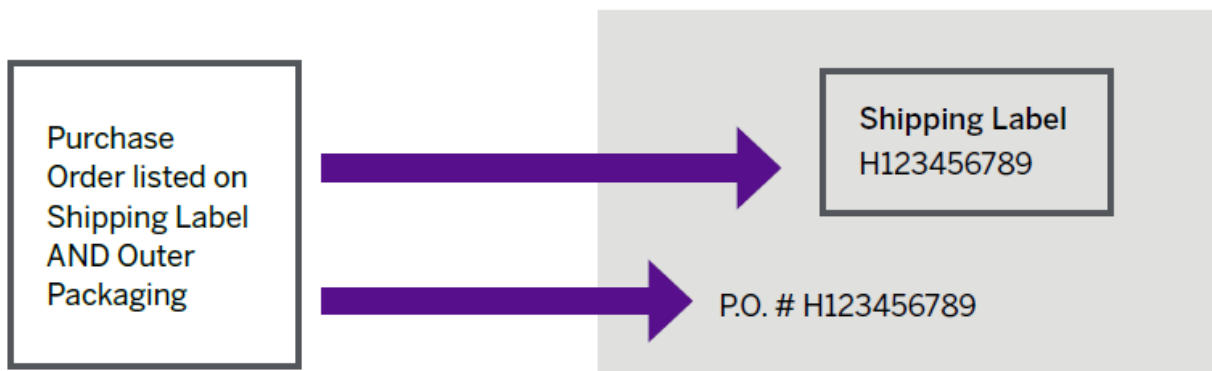 Purchase
Order listed on
Shipping Label
AND Outer
Packaging
Shipping Label
H123456789
P.O. # H123456789